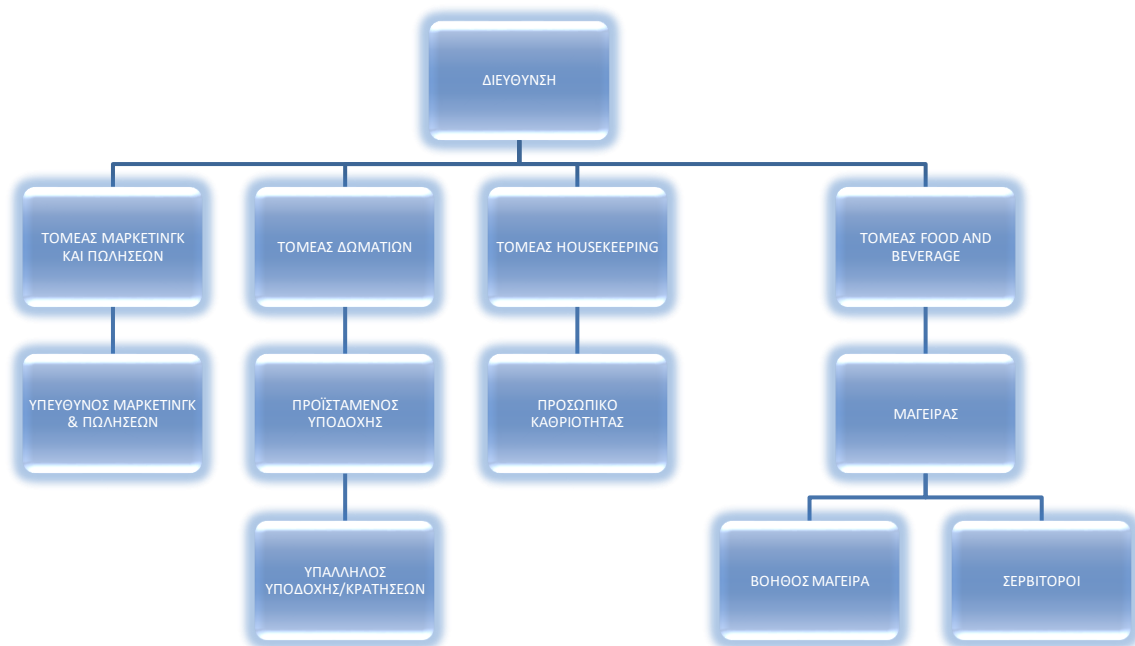 ΔΙΕΥΘΥΝΣΗ
ΤΟΜΕΑΣ ΜΑΡΚΕΤΙΝΓΚ
ΚΑΙ ΠΩΛΗΣΕΩΝ
ΤΟΜΕΑΣ ΔΩΜΑΤΙΩΝ
ΤΟΜΕΑΣ HOUSEKEEPING
ΤΟΜΕΑΣ FOOD AND
BEVERAGE
ΥΠΕΥΘΥΝΟΣ ΜΑΡΚΕΤΙΝΓΚ
& ΠΩΛΗΣΕΩΝ
ΠΡΟΪΣΤΑΜΕΝΟΣ
ΥΠΟΔΟΧΗΣ
ΠΡΟΣΩΠΙΚΟ
ΚΑΘΡΙΟΤΗΤΑΣ
ΜΑΓΕΙΡΑΣ
ΥΠΑΛΛΗΛΟΣ
ΥΠΟΔΟΧΗΣ/ΚΡΑΤΗΣΕΩΝ
ΒΟΗΘΟΣ ΜΑΓΕΙΡΑ
ΣΕΡΒΙΤΟΡΟΙ